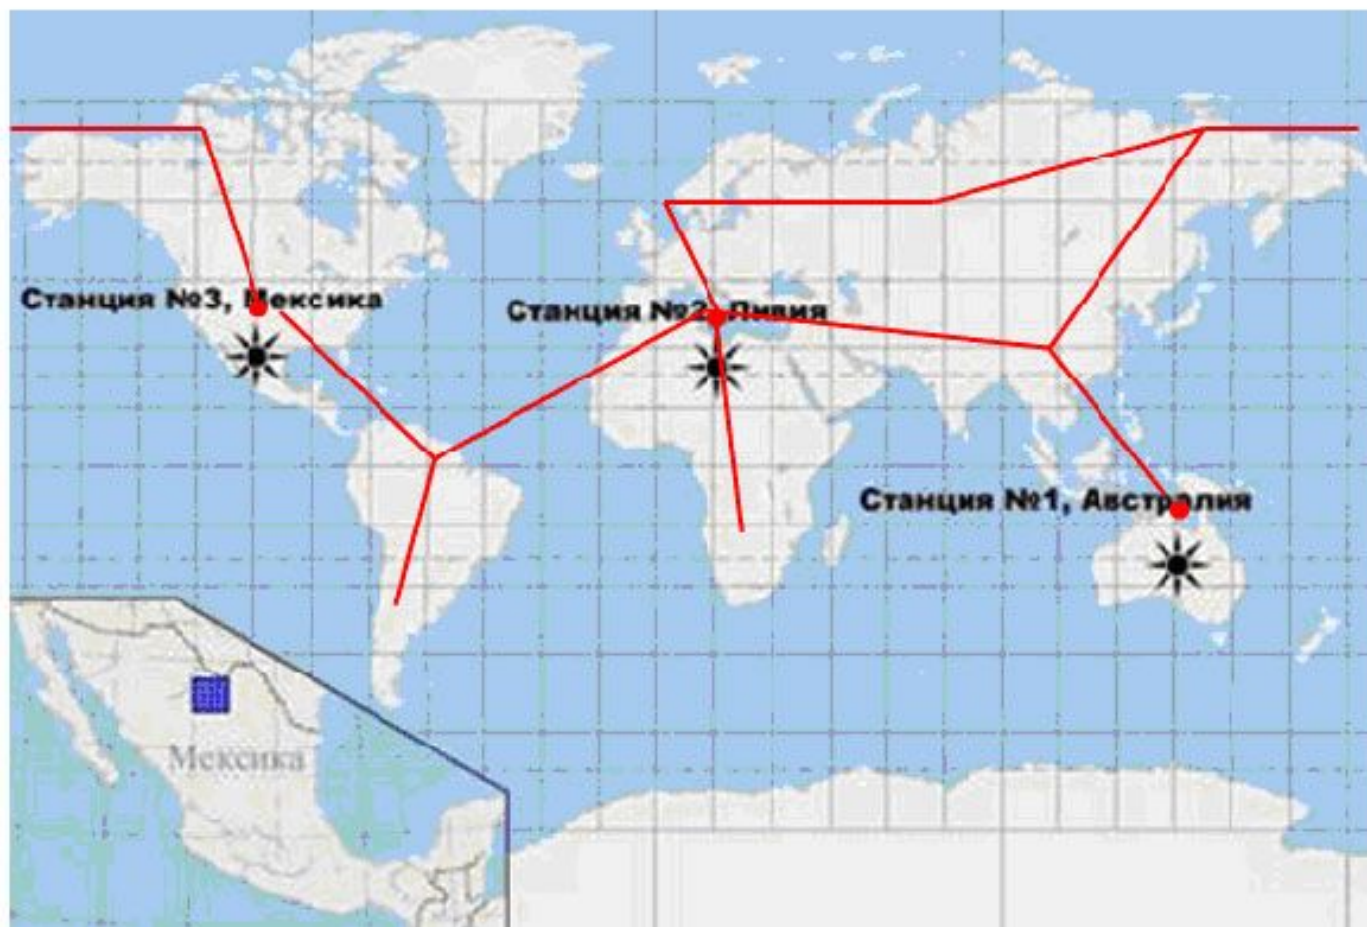 Станция №3, Мексика
Станция №2, Ливия
Станция №1, Австралия
Мексика